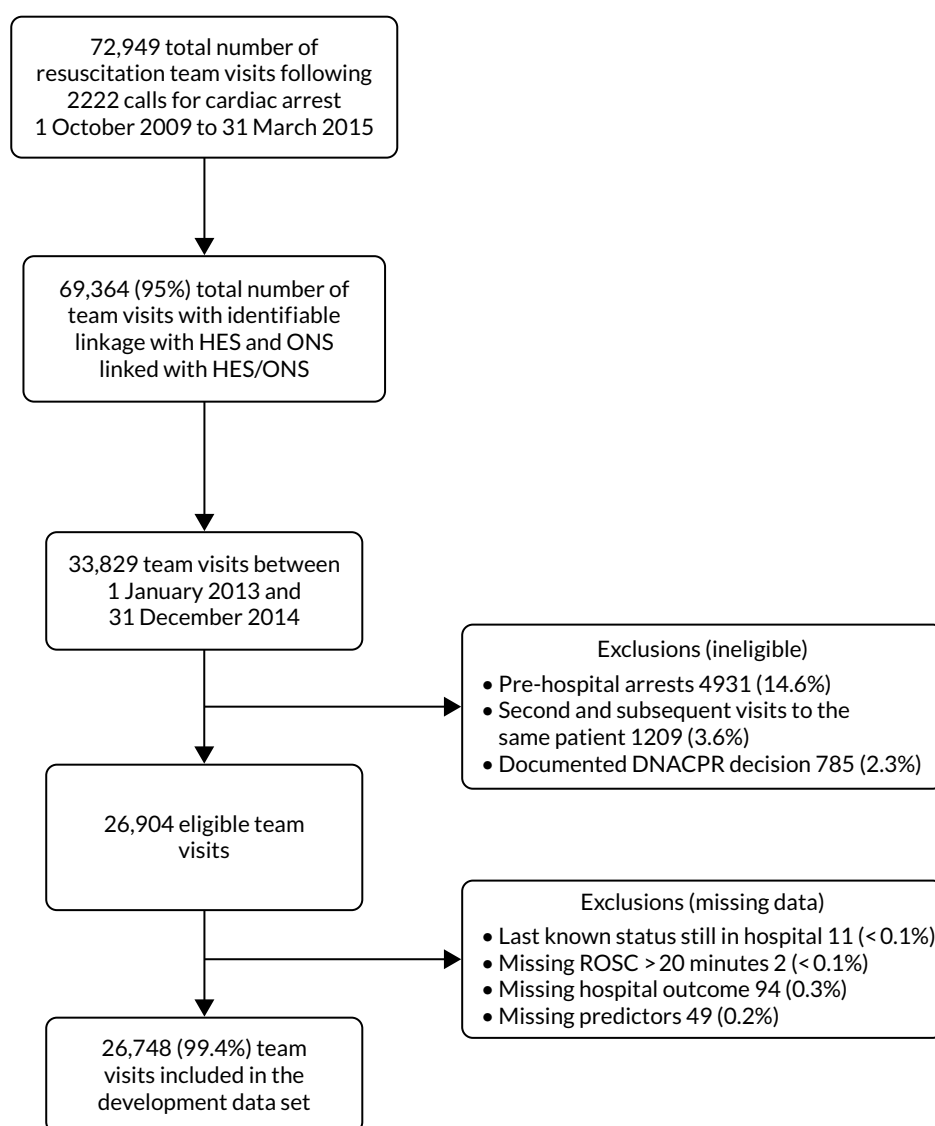 72,949 total number of
resuscitation team visits following
2222 calls for cardiac arrest
1 October 2009 to 31 March 2015
69,364 (95%) total number of
team visits with identifiable
linkage with HES and ONS
linked with HES/ONS
33,829 team visits between
1 January 2013 and
31 December 2014
Exclusions (ineligible)
• Pre-hospital arrests 4931 (14.6%)
• Second and subsequent visits to the
same patient 1209 (3.6%)
• Documented DNACPR decision 785 (2.3%)
26,904 eligible team
visits
Exclusions (missing data)
• Last known status still in hospital 11 (<0.1%)
• Missing ROSC >20 minutes 2 (<0.1%)
• Missing hospital outcome 94 (0.3%)
• Missing predictors 49 (0.2%)
26,748 (99.4%) team
visits included in the
development data set